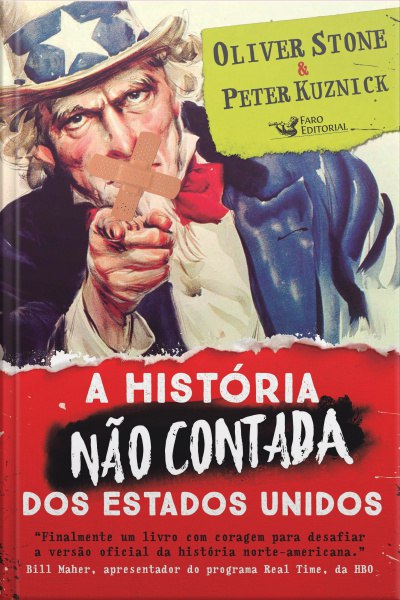 OLIVER STONE
&
PETER KUZNICK
FARO
EDITORIAL
A HISTÓRIA
NÃO CONTADA
DOS ESTADOS UNIDOS
"Finalmente um livro com coragem para desafiar
a versão oficial da história norte-americana."
Bill Maher, apresentador do programa Real Time, da HBO